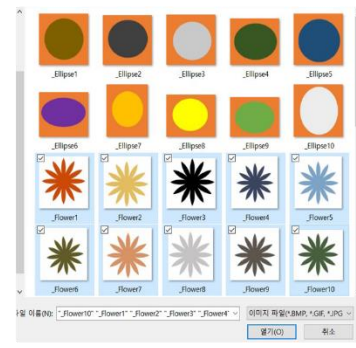 _Ellipse1 _Ellipse2 _Ellipse3 _Ellipse4 _Ellipse5
_Ellipse6 _Ellipse7 _Ellipse8 _Ellipse9 _Ellipse10
_Flower1 _Flower2 _Flower3 _Flower4 _Flower5
_Flower6 _Flower7 _Flower8 _Flower9 _Flower10
파일 이름(N): "_Flower10" "_Flower1" "_Flower2" "_Flower3" "_Flower4" 이미지 파일(*.BMP, *.GIF, *.JPG
열기(O) 취소